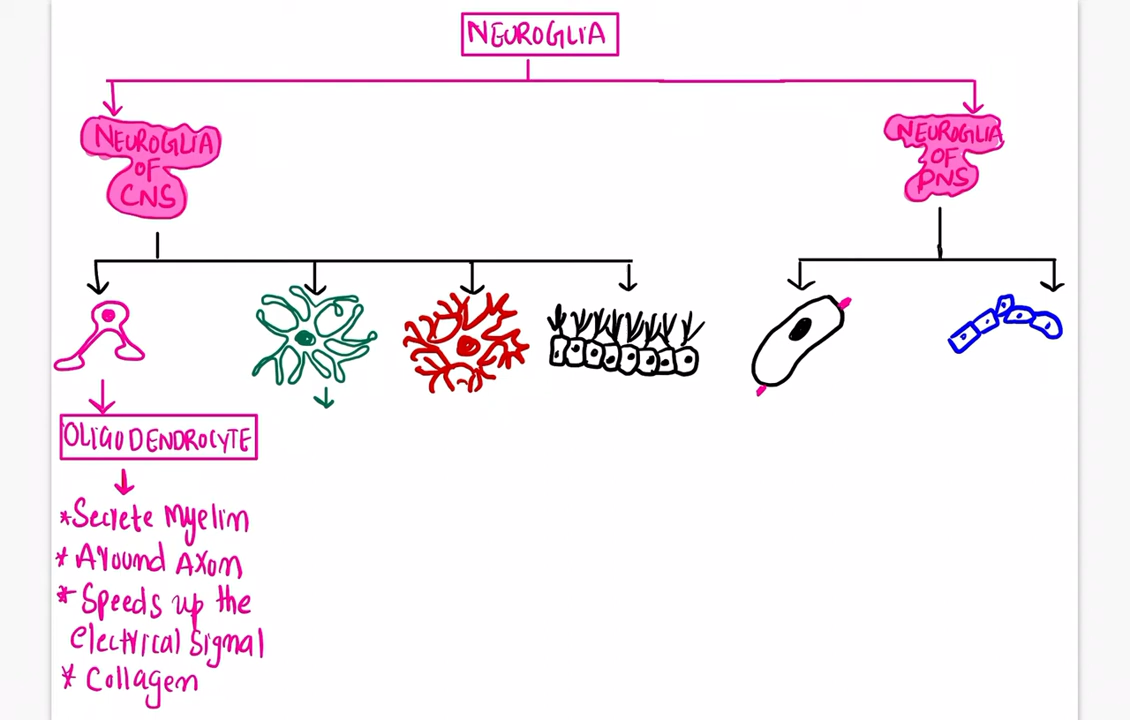 NEUROGLIA
NEUROGLIA
OF
CNS
NEUROGLIA
OF
PNS
OLIGODENDROCYTE
*Secrete Myelin
* Around Axon
* Speeds up the
electrical signal
* Collagen